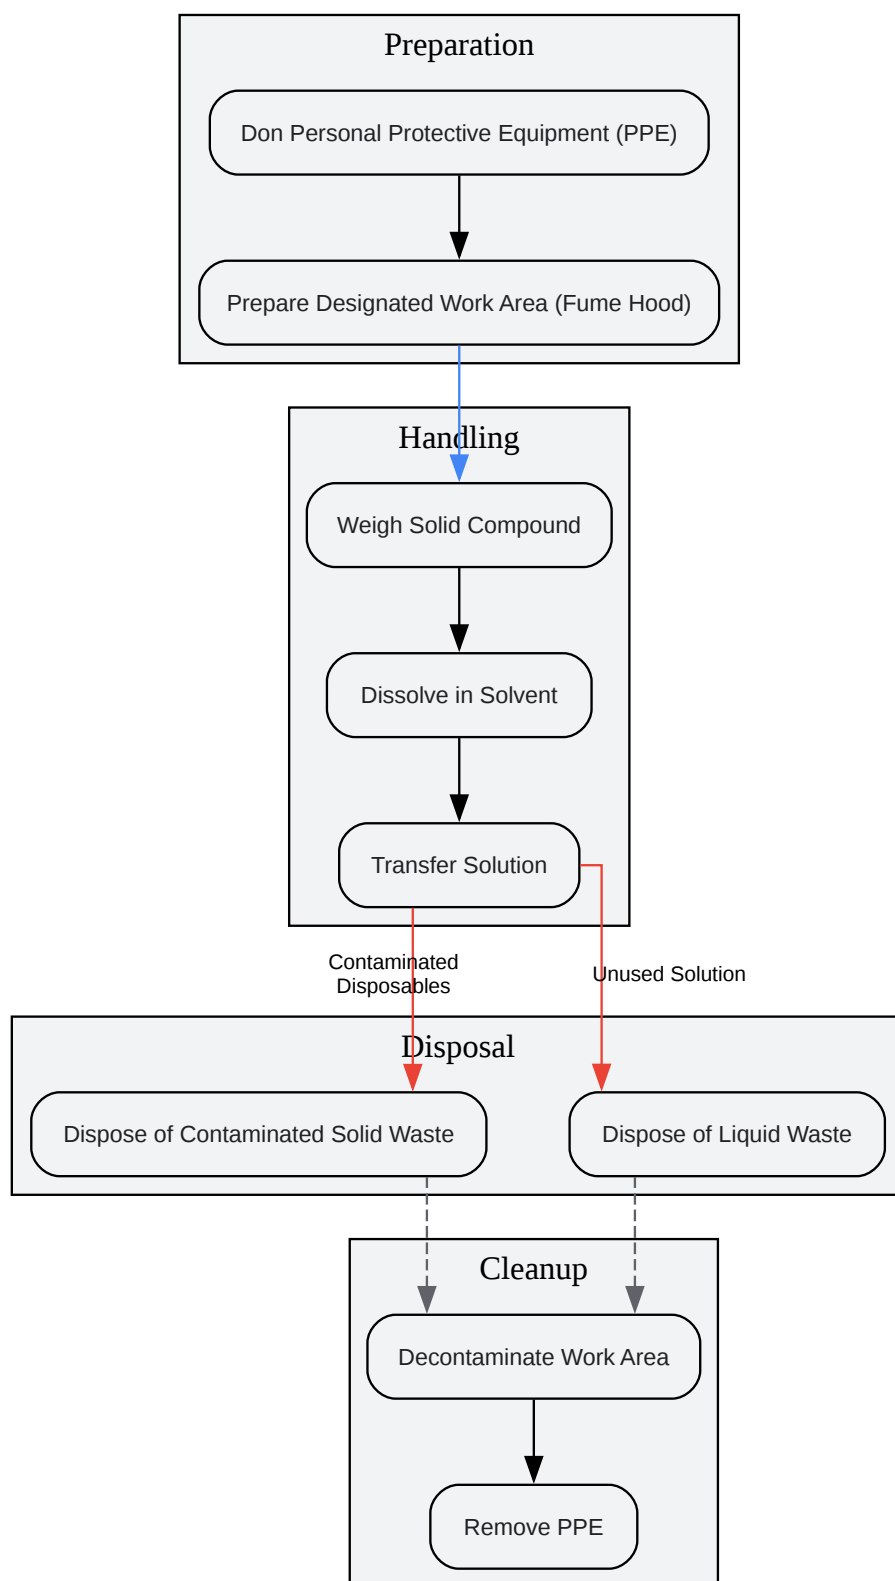 Preparation
Don Personal Protective Equipment (PPE)
Prepare Designated Work Area (Fume Hood)
Handling
Weigh Solid Compound
Dissolve in Solvent
Transfer Solution
Contaminated
Disposables
Unused Solution
Disposal
Dispose of Contaminated Solid Waste
Dispose of Liquid Waste
Cleanup
Decontaminate Work Area
Remove PPE